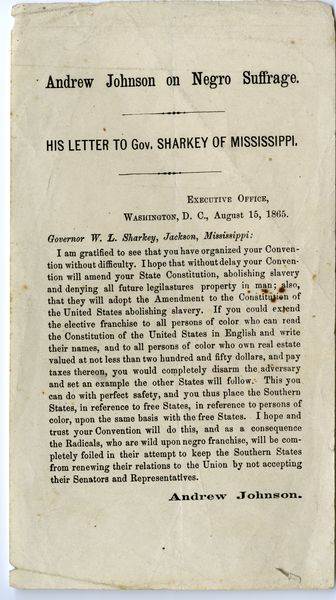 Andrew Johnson on Negro Suffrage.
HIS LETTER TO Gov. SHARKEY OF MISSISSIPPI.
Executive Office,
Washington, D. C., August 15, 1865.
Governor W. L. Sharkey, Jackson, Mississippi:
I am gratified to see that you have organized your Conven-
tion without difficulty. I hope that without delay your Conven-
tion will amend your State Constitution, abolishing slavery
and denying all future legilastures property in man; also,
that they will adopt the Amendment to the Constitution of
the United States abolishing slavery. If you could extend
the elective franchise to all persons of color who can read
the Constitution of the United States in English and write
their names, and to all persons of color who own real estate
valued at not less than two hundred and fifty dollars, and pay
taxes thereon, you would completely disarm the adversary
and set an example the other States will follow. This you
can do with perfect safety, and you thus place the Southern
States, in reference to free States, in reference to persons of
color, upon the same basis with the free States. I hope and
trust your Convention will do this, and as a consequence
the Radicals, who are wild upon negro franchise, will be com-
pletely foiled in their attempt to keep the Southern States
from renewing their relations to the Union by not accepting
their Senators and Representatives.
Andrew Johnson.